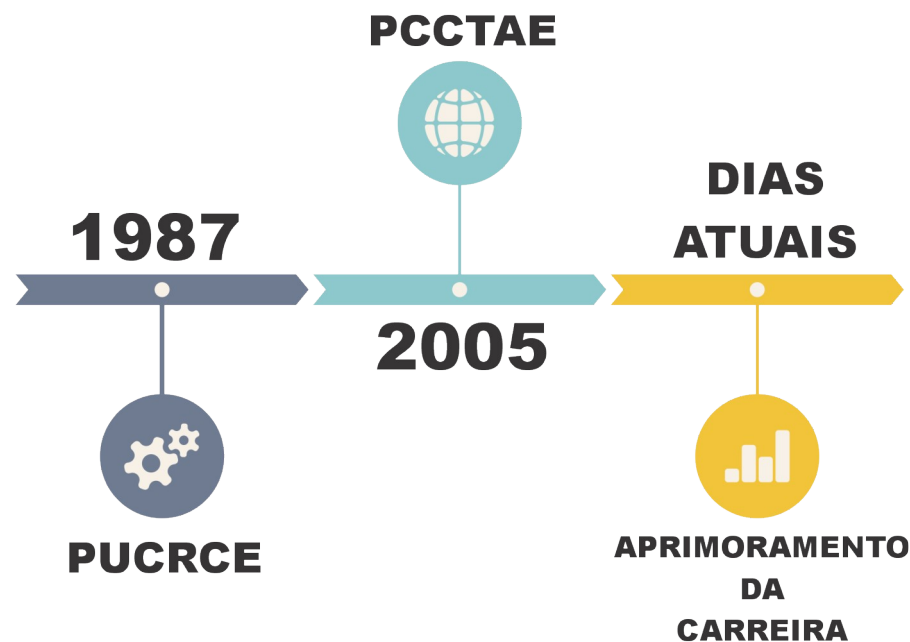 1987
PUCRCE
PCCTAE
2005
DIAS
ATUAIS
APRIMORAMENTO
DA
CARREIRA